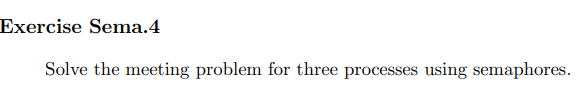 Exercise Sema.4
Solve the meeting problem for three processes using semaphores.